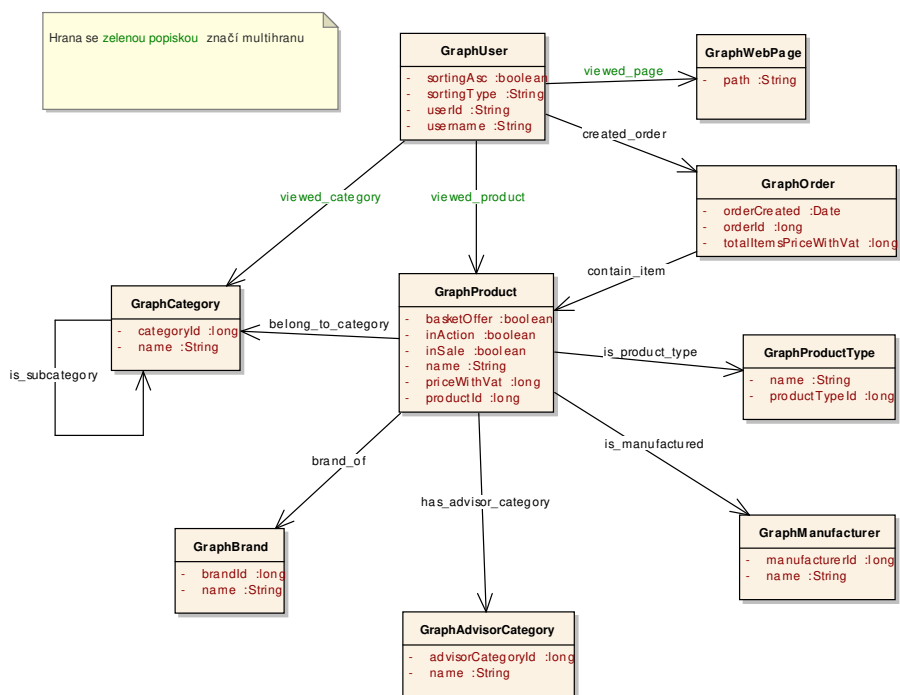 Hrana se zelenou popiskou značí multihranu
GraphUser
- sortingAsc :boolean
- sortingType :String
- userId :String
- username :String
viewed_page
GraphWebPage
- path :String
created_order
GraphOrder
- orderCreated :Date
- orderId :long
- totalItemsPriceWithVat :long
viewed_category
viewed_product
contain_item
GraphCategory
- categoryId :long
- name :String
is_subcategory
belong_to_category
GraphProduct
- basketOffer :boolean
- inAction :boolean
- inSale :boolean
- name :String
- priceWithVat :long
- productId :long
is_product_type
GraphProductType
- name :String
- productTypeId :long
is_manufactured
brand_of
has_advisor_category
GraphBrand
- brandId :long
- name :String
GraphManufacturer
- manufacturerId :long
- name :String
GraphAdvisorCategory
- advisorCategoryId :long
- name :String